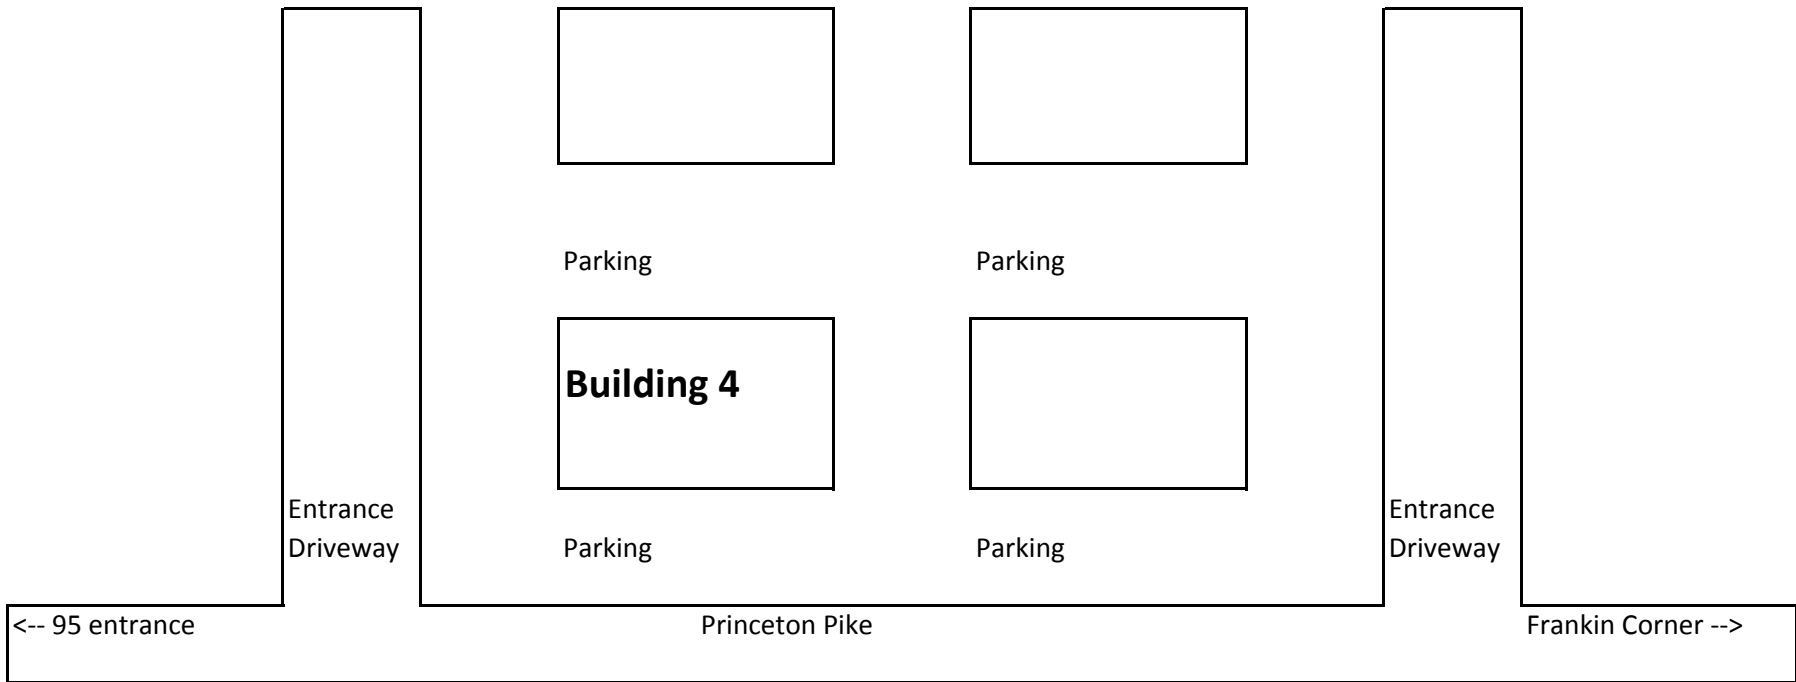 Parking
Parking
Building 4
Entrance
Driveway
Parking
Parking
Entrance
Driveway
<-- 95 entrance
Princeton Pike
Frankin Corner -->